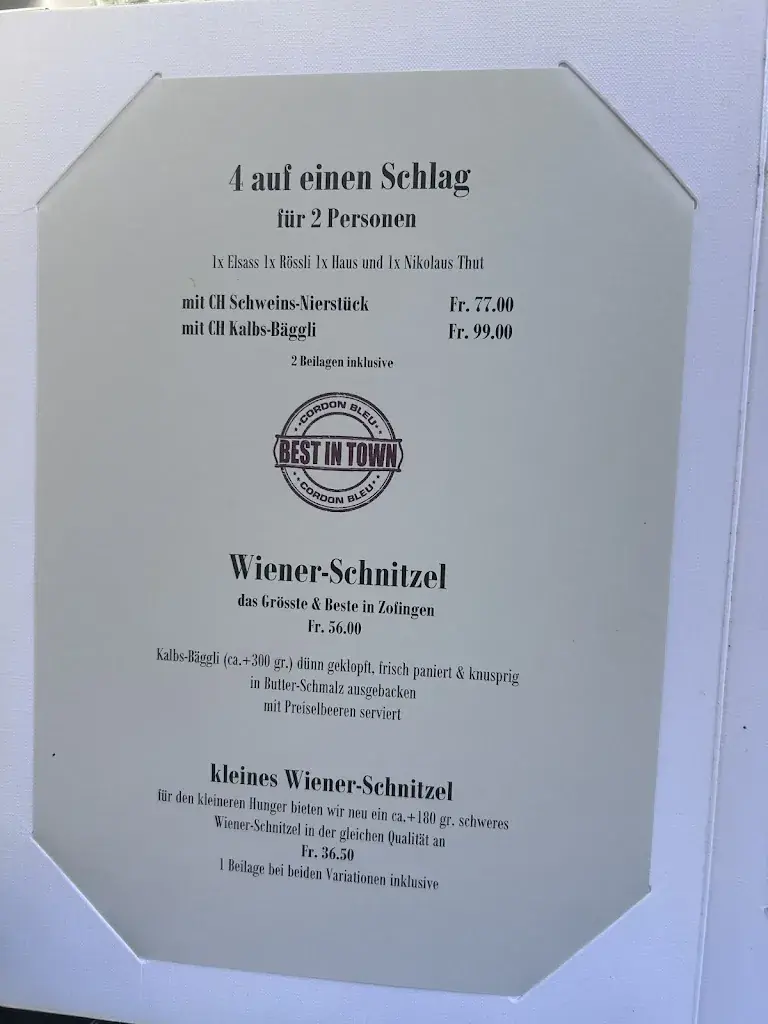 4 auf einen Schlag
für 2 Personen
1x Elsass 1x Rössli 1x Haus und 1x Nikolaus Thut
mit CH Schweins-Nierstück Fr. 77.00
mit CH Kalbs-Bäggli Fr. 99.00
2 Beilagen inklusive
CORDON BLEU
BEST IN TOWN
CORDON BLEU
Wiener-Schnitzel
das Grösste & Beste in Zofingen
Fr. 56.00
Kalbs-Bäggli (ca.+300 gr.) dünn geklopft, frisch paniert & knusprig
in Butter-Schmalz ausgebacken
mit Preiselbeeren serviert
kleines Wiener-Schnitzel
für den kleineren Hunger bieten wir neu ein ca.+180 gr. schweres
Wiener-Schnitzel in der gleichen Qualität an
Fr. 36.50
1 Beilage bei beiden Variationen inklusive